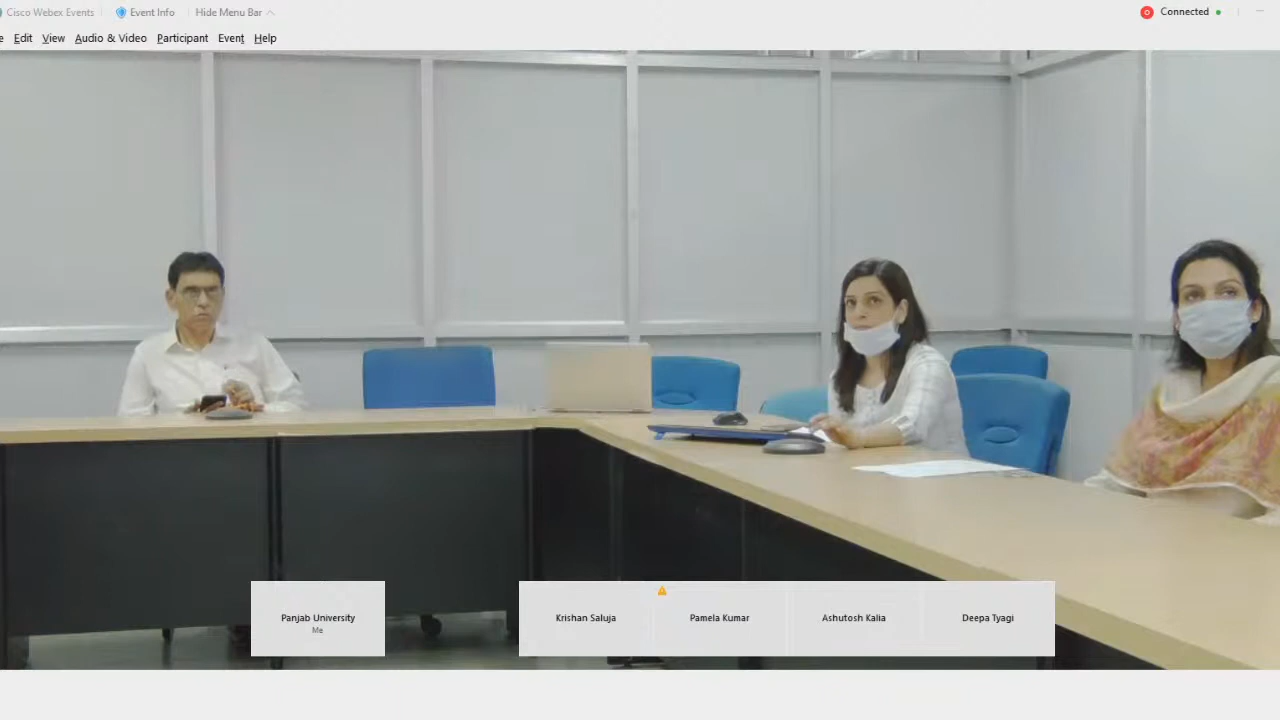 Cisco Webex Events
Event Info
Hide Menu Bar
Connected
Edit View Audio & Video Participant Event Help
Panjab University
Me
Krishan Saluja
Pamela Kumar
Ashutosh Kalia
Deepa Tyagi